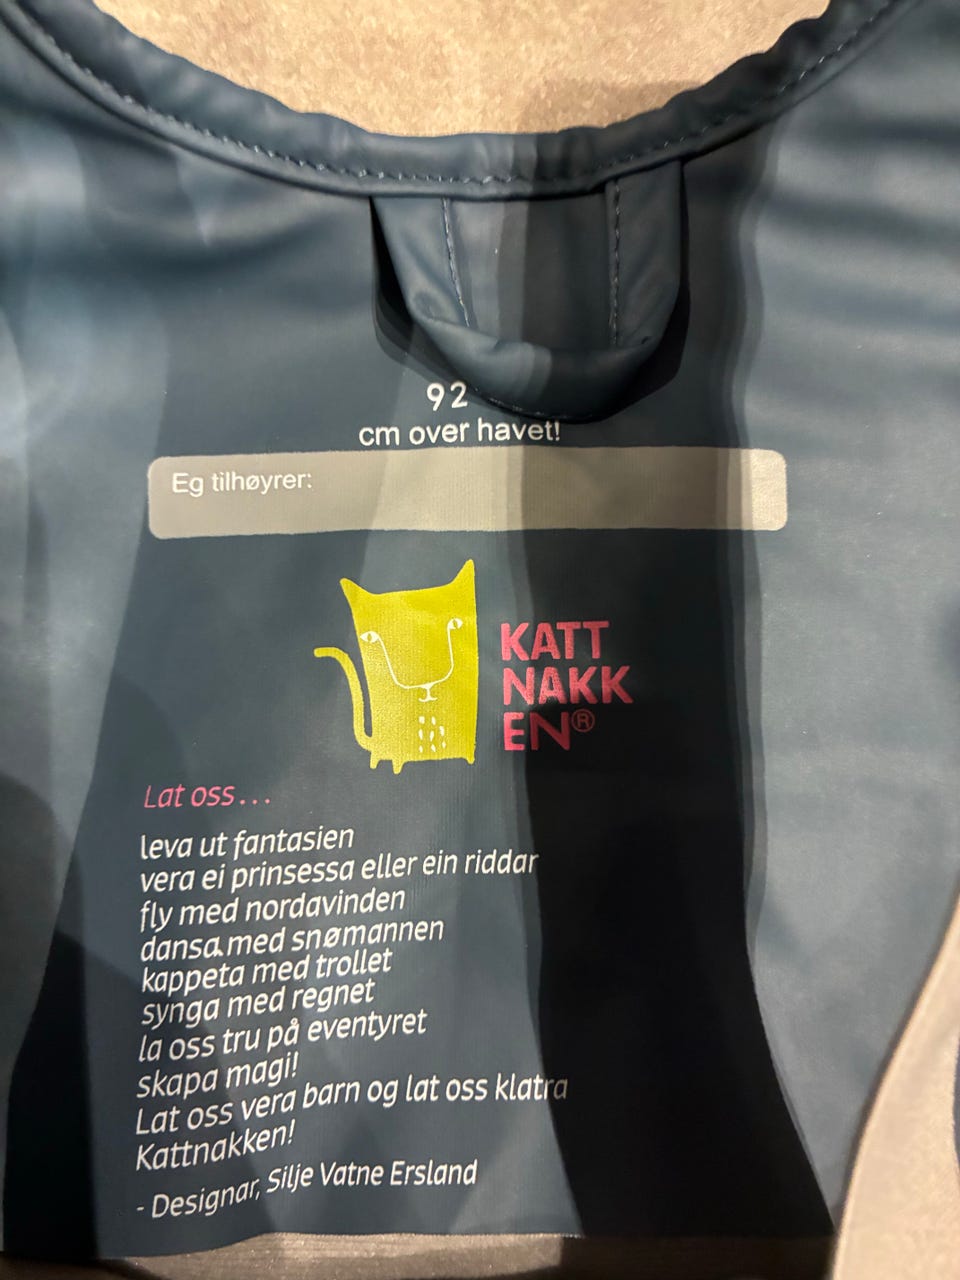 92
cm over havet!
Eg tilhøyrer:
KATT
NAKK
EN®
Lat oss...
leva ut fantasien
vera ei prinsessa eller ein riddar
fly med nordavinden
dansa med snømannen
kappeta med trollet
synga med regnet
la oss tru på eventyret
skapa magi!
Lat oss vera barn og lat oss klatra
Kattnakken!
- Designar, Silje Vatne Ersland